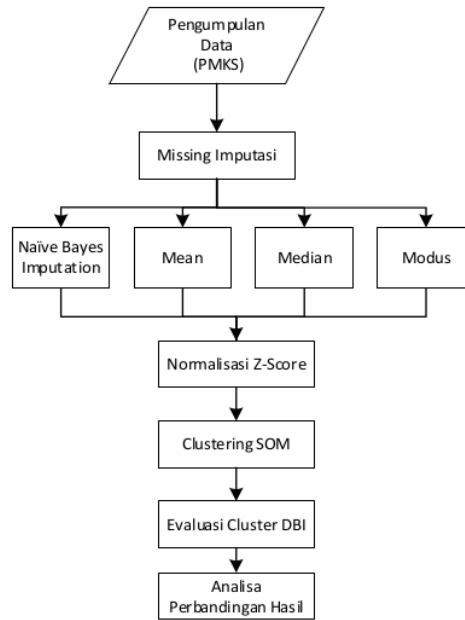 Pengumpulan
Data
(PMKS)
Missing Imputasi
Naïve Bayes
Imputation
Mean
Median
Modus
Normalisasi Z-Score
Clustering SOM
Evaluasi Cluster DBI
Analisa
Perbandingan Hasil